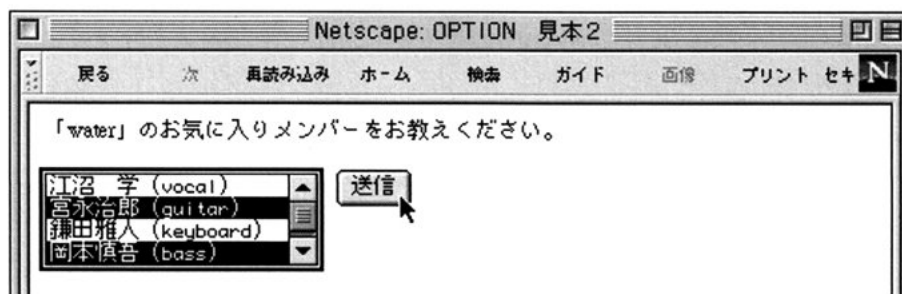 Netscape: OPTION 見本2
戻る 次 再読み込み ホーム 検索 ガイド 画像 プリント セキ N
「water」のお気に入りメンバーをお教えください。
江沼 学 (vocal)
送信
宮永治郎 (guitar)
鎌田雅人 (keyboard)
岡本慎吾 (bass)